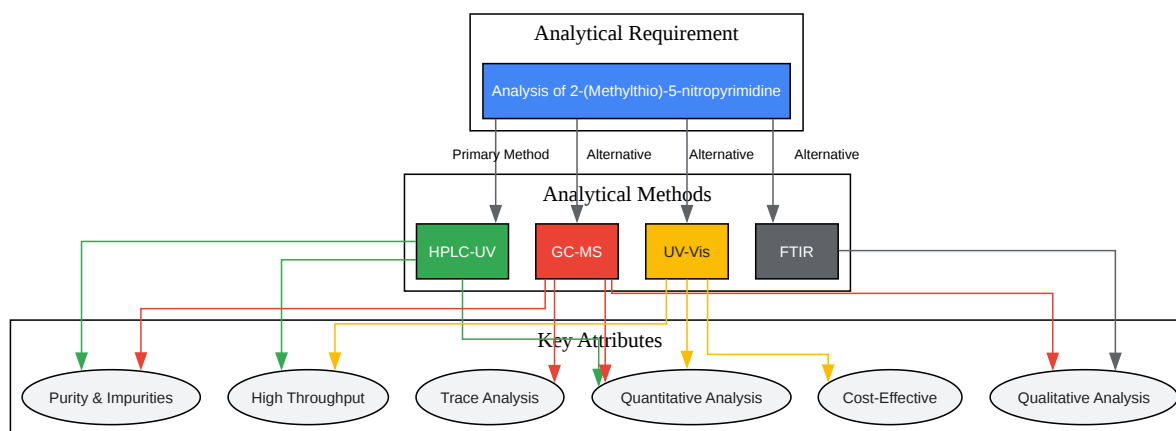 Analytical Requirement
Analysis of 2-(Methylthio)-5-nitropyrimidine
Primary Method
Alternative
Alternative
Alternative
Analytical Methods
HPLC-UV
GC-MS
UV-Vis
FTIR
Key Attributes
Purity & Impurities
High Throughput
Trace Analysis
Quantitative Analysis
Cost-Effective
Qualitative Analysis